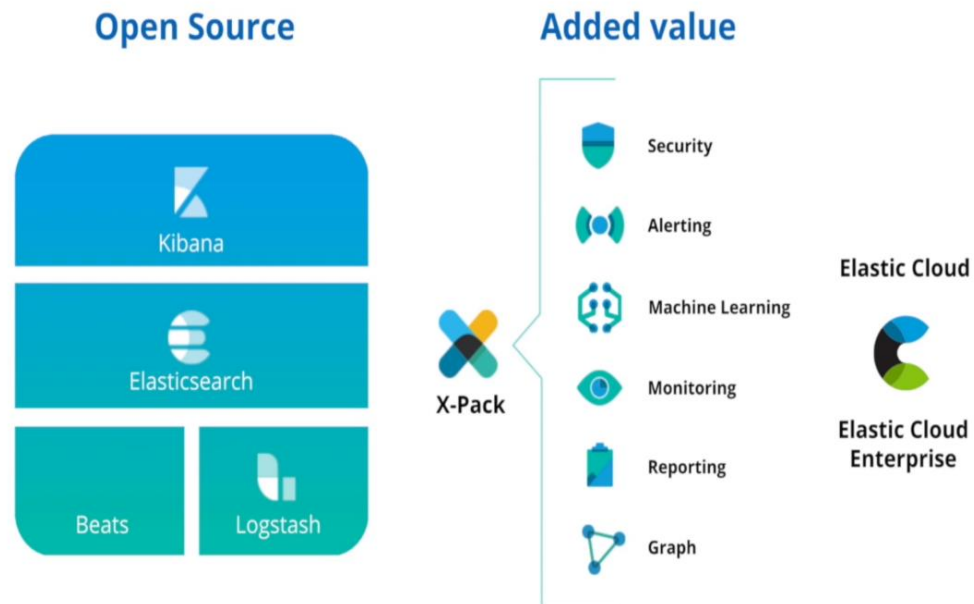 Open Source
Added value
Kibana
Elasticsearch
Beats
Logstash
X-Pack
Security
Alerting
Machine Learning
Monitoring
Reporting
Graph
Elastic Cloud
Elastic Cloud
Enterprise